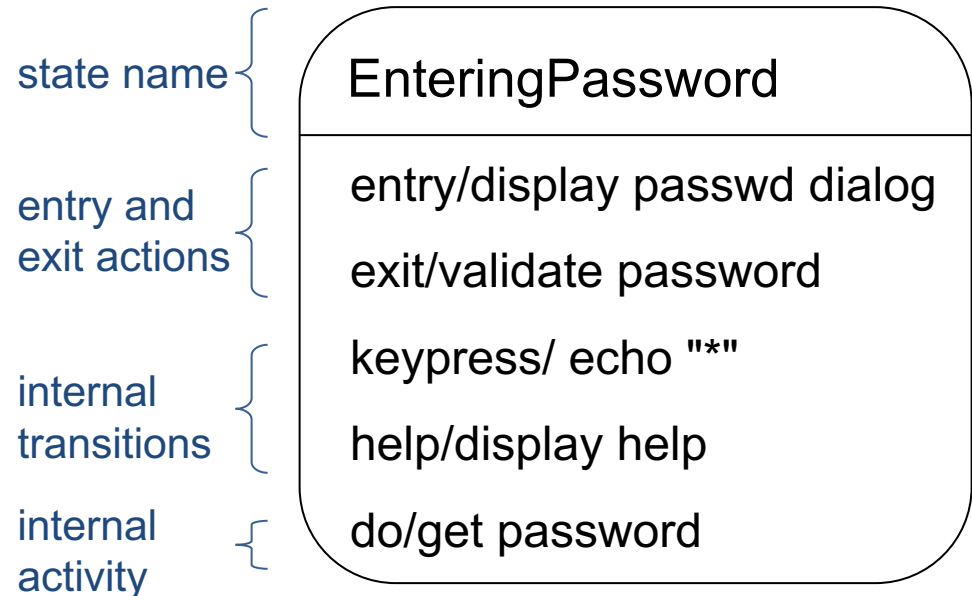 state name
EnteringPassword
entry and
exit actions
entry/display passwd dialog
exit/validate password
internal
transitions
keypress/ echo "*"
help/display help
internal
activity
do/get password